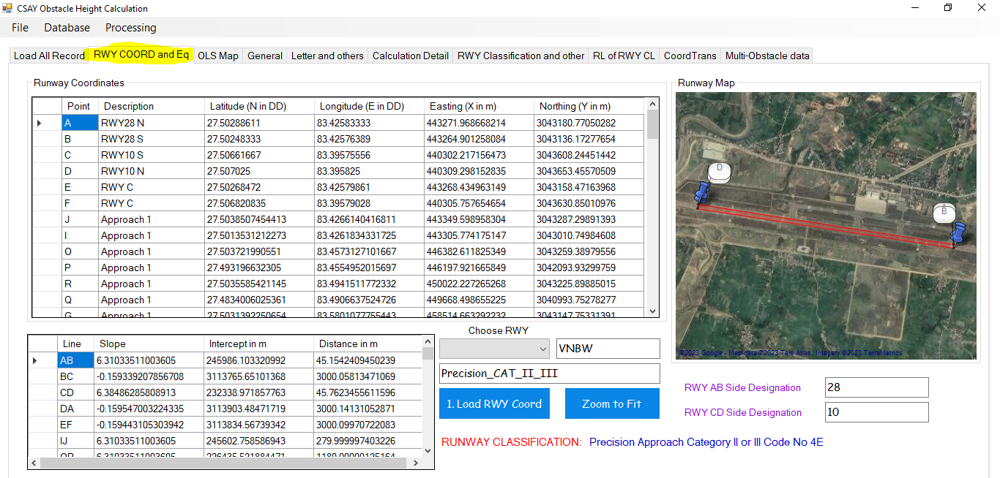 CSAY Obstacle Height Calculation
File Database Processing
Load All Record RWY COORD and Eq OLS Map General Letter and others Calculation Detail RWY Classification and other RL of RWY CL CoordTrans Multi-Obstacle data
Runway Coordinates
Point Description Latitude (N in DD) Longitude (E in DD) Easting (X in m) Northing (Y in m)
A RWY28 N 27.50288611 83.42583333 443271.968668214 3043180.77050282
B RWY28 S 27.50248333 83.42576389 443264.901258084 3043136.17277654
C RWY10 S 27.50661667 83.39575556 440302.217156473 3043608.24451442
D RWY10 N 27.507025 83.395825 440309.298152835 3043653.45570509
E RWY C 27.50268472 83.42579861 443268.434963149 3043158.47163968
F RWY C 27.506820835 83.39579028 440305.757654654 3043630.85010976
J Approach 1 27.5038507454413 83.4266140416811 443349.598958304 3043287.29891393
I Approach 1 27.5013531212273 83.4261834331725 443305.774175147 3043010.74984608
O Approach 1 27.503721990551 83.4573127101667 446382.611825349 3043259.38979556
P Approach 1 27.493196632305 83.4554952015697 446197.921665849 3042093.93299759
R Approach 1 27.5035585421145 83.4941511772332 450022.227265268 3043225.89885015
Q Approach 1 27.4834006025361 83.4906637524726 449668.498655225 3040993.75278277
G Approach 1 27.5031392250654 83.5801077755443 458514.663292232 3043147.75331391
Runway Map
D
A
B
©2023 Google - Map data ©2023 Tele Atlas, Imagery ©2023 TerraMetrics
Line Slope Intercept in m Distance in m
AB 6.31033511003605 245986.103320992 45.1542409450239
BC -0.159339207856708 3113765.65101368 3000.05813471069
CD 6.38486285808913 232338.971857763 45.7623455611596
DA -0.159547003224335 3113903.48471719 3000.14131052871
EF -0.159443105303942 3113834.56739342 3000.09970722083
IJ 6.31033511003605 245602.758586943 279.999997403226
OP 6.31033511003605 226435.521884471 1180.00000125164
Choose RWY
VNBW
Precision_CAT_II_III
1. Load RWY Coord Zoom to Fit
RWY AB Side Designation 28
RWY CD Side Designation 10
RUNWAY CLASSIFICATION: Precision Approach Category II or III Code No 4E